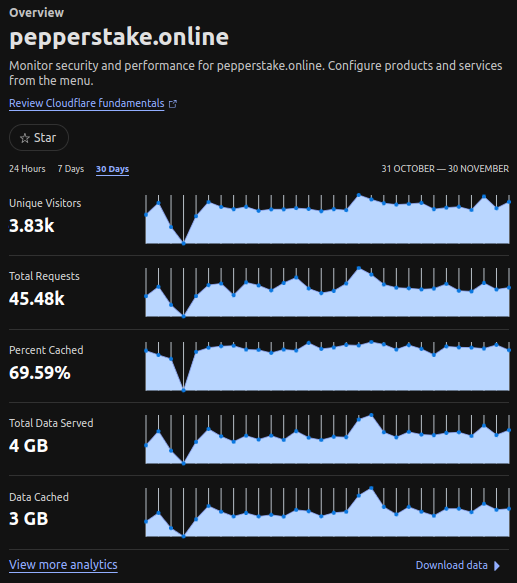 Overview
pepperstake.online
Monitor security and performance for pepperstake.online. Configure products and services
from the menu.
Review Cloudflare fundamentals
☆ Star
24 Hours 7 Days 30 Days 31 OCTOBER — 30 NOVEMBER
Unique Visitors
3.83k
Total Requests
45.48k
Percent Cached
69.59%
Total Data Served
4 GB
Data Cached
3 GB
View more analytics Download data